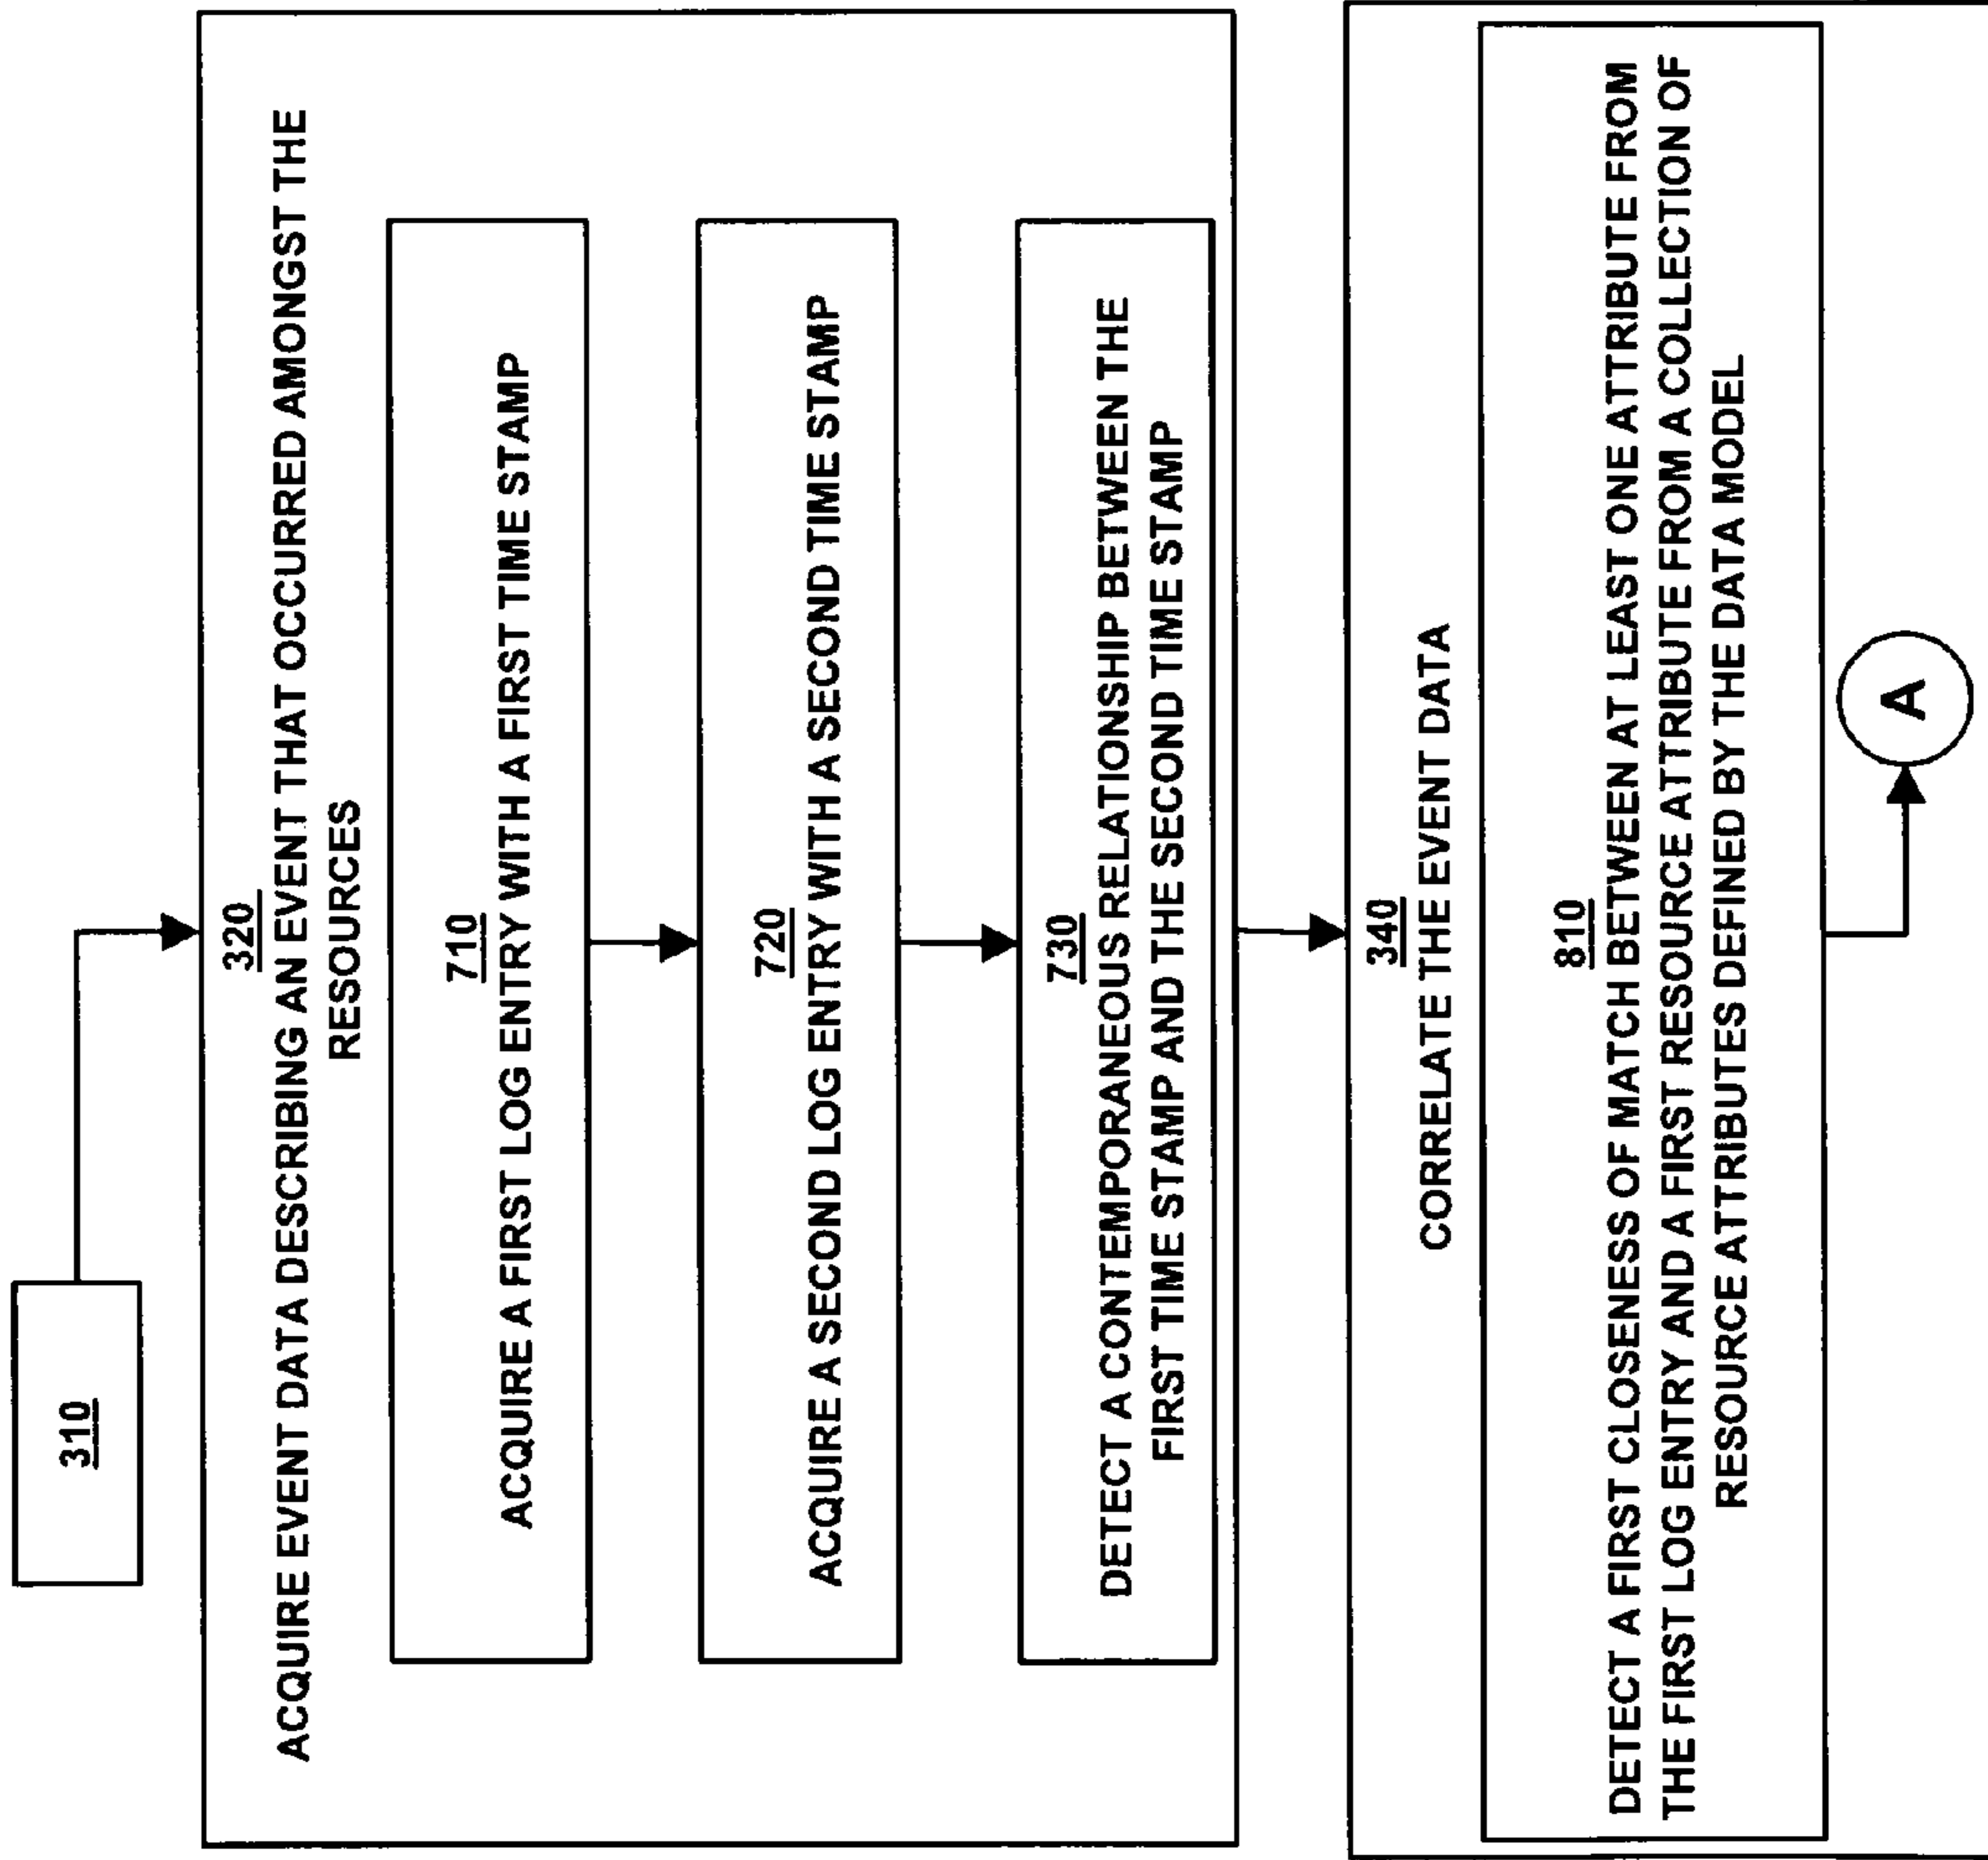 310
320
ACQUIRE EVENT DATA DESCRIBING AN EVENT THAT OCCURRED AMONGST THE
RESOURCES
710
ACQUIRE A FIRST LOG ENTRY WITH A FIRST TIME STAMP
720
ACQUIRE A SECOND LOG ENTRY WITH A SECOND TIME STAMP
730
DETECT A CONTEMPORANEOUS RELATIONSHIP BETWEEN THE
FIRST TIME STAMP AND THE SECOND TIME STAMP
340
CORRELATE THE EVENT DATA
810
DETECT A FIRST CLOSENESS OF MATCH BETWEEN AT LEAST ONE ATTRIBUTE FROM
THE FIRST LOG ENTRY AND A FIRST RESOURCE ATTRIBUTE FROM A COLLECTION OF
RESOURCE ATTRIBUTES DEFINED BY THE DATA MODEL
A